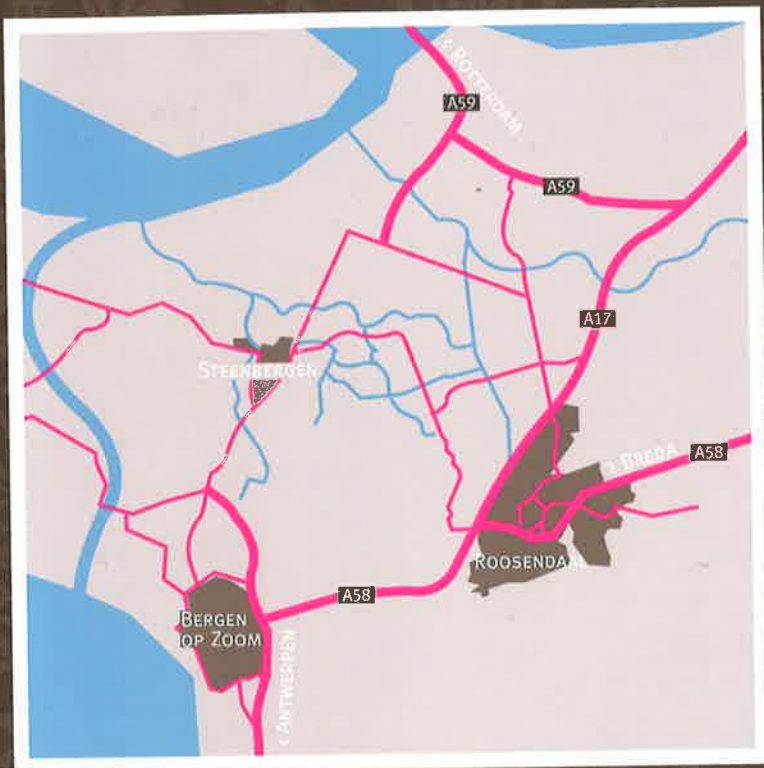 ‹ ROTTERDAM
A59
A59
A17
STEENBERGEN
A58
› BREDA
ROOSENDAAL
A58
BERGEN
OP ZOOM
‹ ANTWERPEN